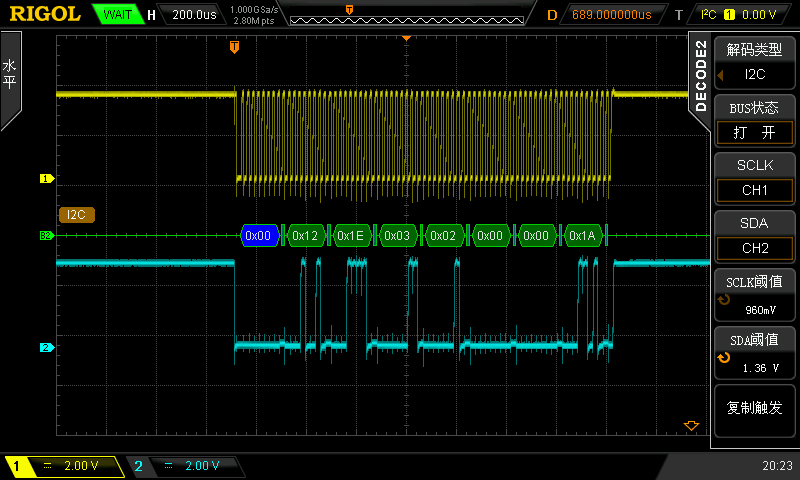 RIGOL WAIT H 200.0us 1.000GSa/s 2.80M pts T D 689.000000us T I²C 1 0.00 V
水平
T
DECODE2
解码类型
I2C
BUS状态
打 开
SCLK
CH1
SDA
CH2
SCLK阈值
960mV
SDA阈值
1.36 V
复制触发
1
I2C
B2 0x00 0x12 0x1E 0x03 0x02 0x00 0x00 0x1A
2
1 2.00 V 2 2.00 V 20:23